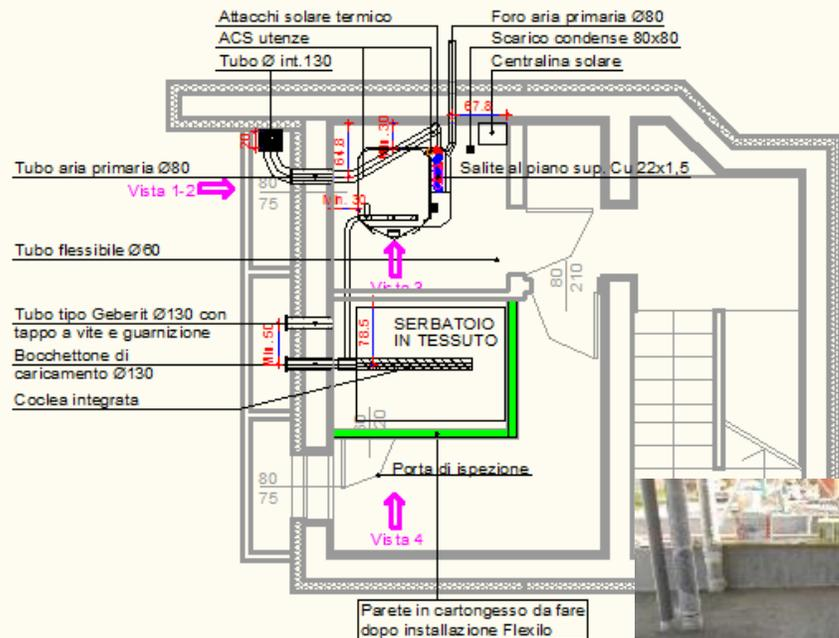 Attacchi solare termico
Foro aria primaria Ø80
ACS utenze
Scarico condense 80x80
Tubo Ø int.130
Centralina solare
67.8
20
64.8
Min. 30
Tubo aria primaria Ø80
Salite al piano sup. Cu 22x1,5
Vista 1-2
80
75
Min. 30
Tubo flessibile Ø60
Vista 3
80
210
Tubo tipo Geberit Ø130 con
tappo a vite e guarnizione
Min.50
78.5
SERBATOIO
IN TESSUTO
Bocchettone di
caricamento Ø130
Coclea integrata
80
75
Porta di ispezione
Vista 4
Parete in cartongesso da fare
dopo installazione Flexilo